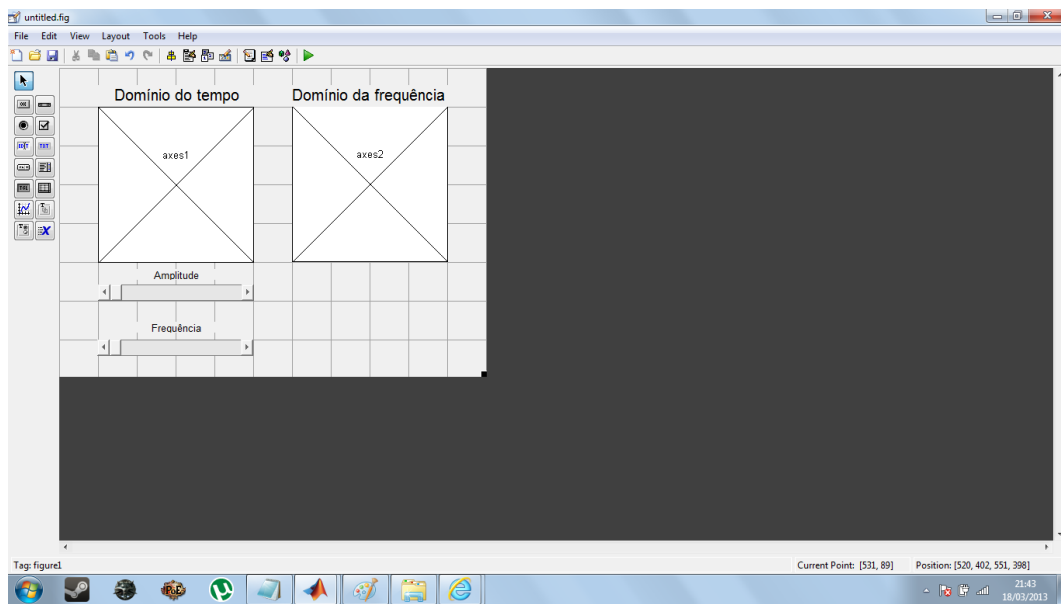 untitled.fig
File Edit View Layout Tools Help
Domínio do tempo Domínio da frequência
axes1 axes2
Amplitude
Frequência
Tag: figure1 Current Point: [531, 89] Position: [520, 402, 551, 398]
21:43
18/03/2013